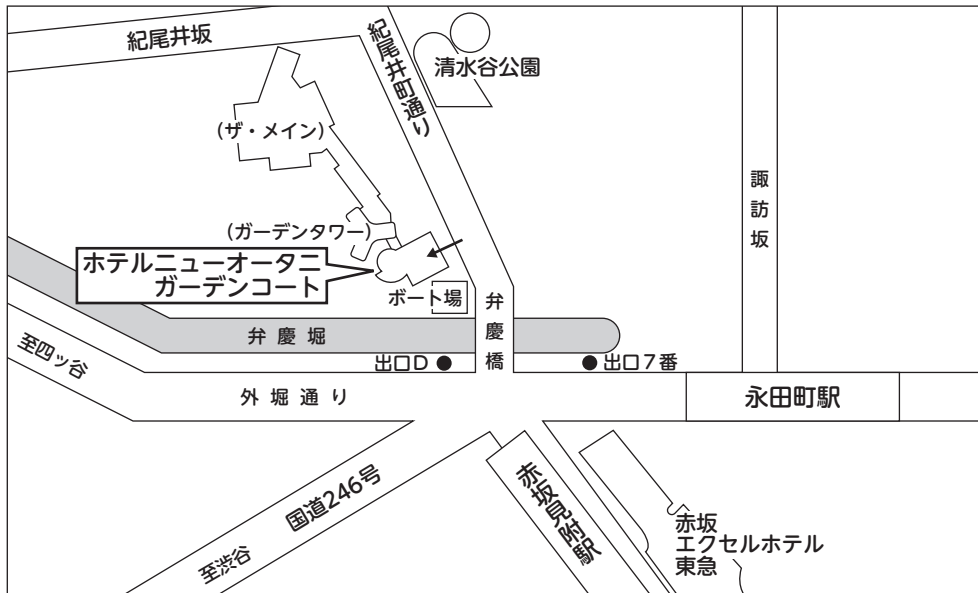 紀尾井坂
紀尾井町通り
清水谷公園
(ザ・メイン)
諏訪坂
(ガーデンタワー)
ホテルニューオータニ
ガーデンコート
ボート場
弁慶橋
弁慶堀
至四ッ谷
出口D
出口7番
外堀通り
永田町駅
国道246号
至渋谷
赤坂見附駅
赤坂
エクセルホテル
東急